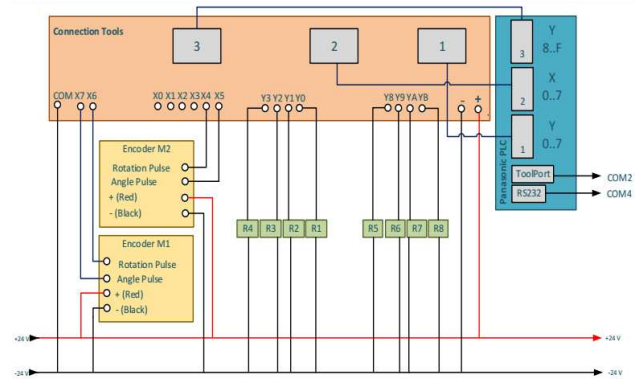 Connection Tools
3
2
1
Y
8..F
3
X
0..7
2
Y
0..7
1
Panasonic PLC
ToolPort
COM2
RS232
COM4
COM X7 X6
X0 X1 X2 X3 X4 X5
Y3 Y2 Y1 Y0
Y8 Y9 YA YB
- +
Encoder M2
Rotation Pulse
Angle Pulse
+ (Red)
- (Black)
R4 R3 R2 R1
R5 R6 R7 R8
Encoder M1
Rotation Pulse
Angle Pulse
+ (Red)
- (Black)
+24 V
+24 V
-24 V
-24 V